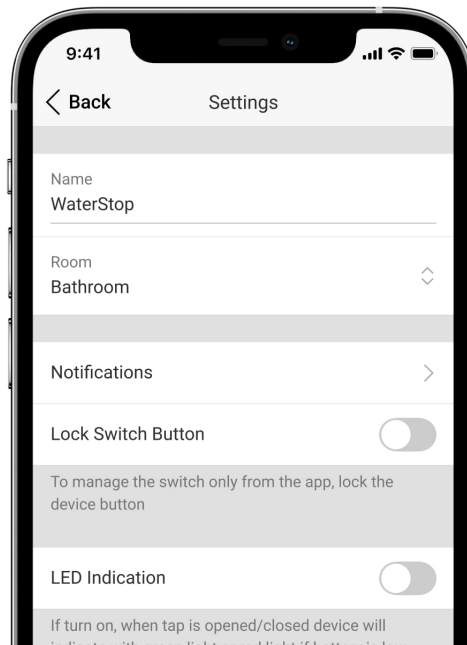 9:41
Back
Settings
Name
WaterStop
Room
Bathroom
Notifications
Lock Switch Button
To manage the switch only from the app, lock the
device button
LED Indication
If turn on, when tap is opened/closed device will